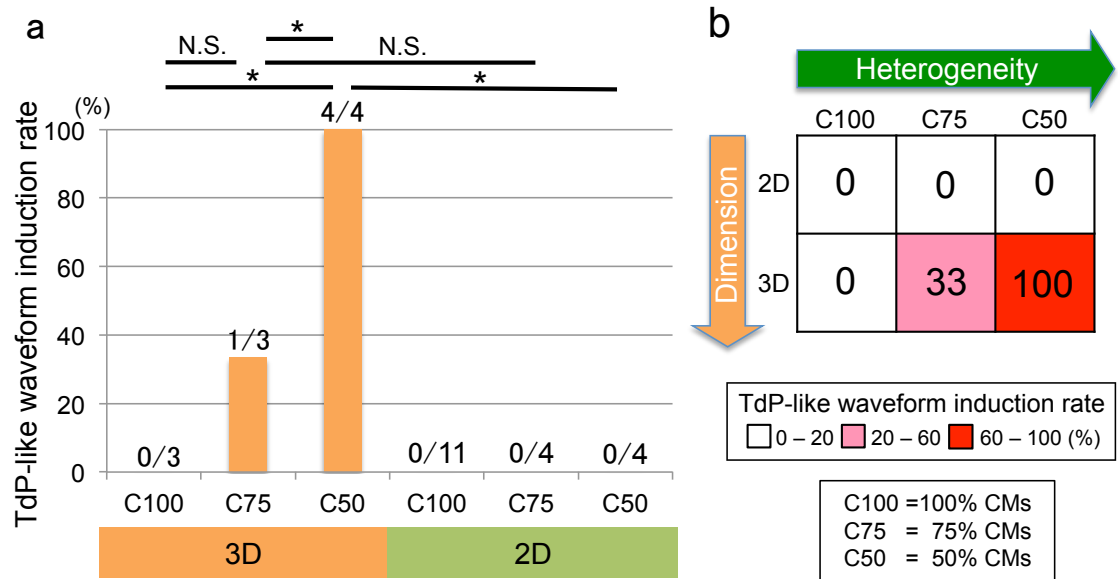 a
N.S.
*
N.S.
*
*
TdP-like waveform induction rate
(%)
100
80
60
40
20
0
0/3
1/3
4/4
0/11
0/4
0/4
C100 C75 C50 C100 C75 C50
3D 2D
b
Heterogeneity
Dimension
C100 C75 C50
2D 0 0 0
3D 0 33 100
TdP-like waveform induction rate
0 – 20 20 – 60 60 – 100 (%)
C100 =100% CMs
C75 = 75% CMs
C50 = 50% CMs